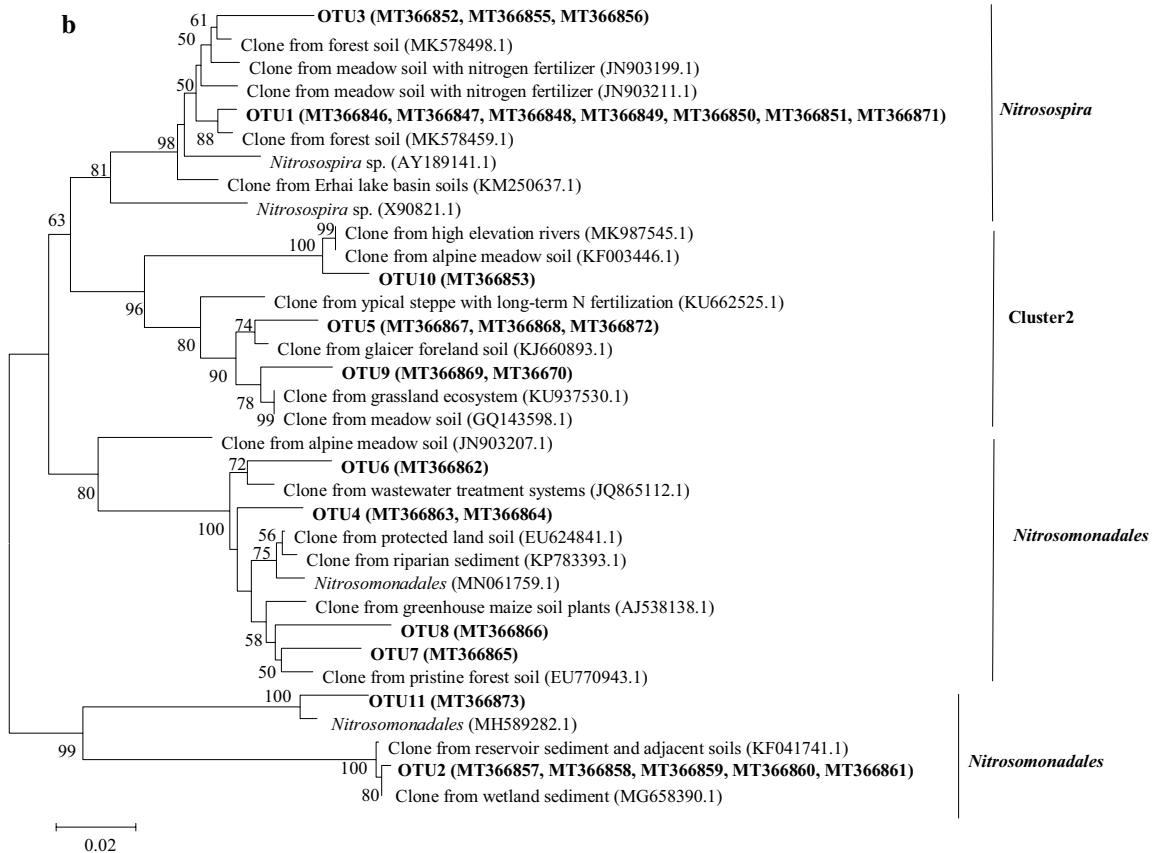 b
61
OTU3 (MT366852, MT366855, MT366856)
50
Clone from forest soil (MK578498.1)
Clone from meadow soil with nitrogen fertilizer (JN903199.1)
50
Clone from meadow soil with nitrogen fertilizer (JN903211.1)
OTU1 (MT366846, MT366847, MT366848, MT366849, MT366850, MT366851, MT366871)
Nitrosospira
88
Clone from forest soil (MK578459.1)
98
Nitrosospira sp. (AY189141.1)
81
Clone from Erhai lake basin soils (KM250637.1)
Nitrosospira sp. (X90821.1)
63
99
Clone from high elevation rivers (MK987545.1)
100
Clone from alpine meadow soil (KF003446.1)
OTU10 (MT366853)
96
Clone from ypical steppe with long-term N fertilization (KU662525.1)
Cluster2
74
OTU5 (MT366867, MT366868, MT366872)
80
Clone from glaicer foreland soil (KJ660893.1)
90
OTU9 (MT366869, MT36670)
78
Clone from grassland ecosystem (KU937530.1)
99
Clone from meadow soil (GQ143598.1)
Clone from alpine meadow soil (JN903207.1)
72
OTU6 (MT366862)
80
Clone from wastewater treatment systems (JQ865112.1)
100
OTU4 (MT366863, MT366864)
56
Clone from protected land soil (EU624841.1)
Nitrosomonadales
75
Clone from riparian sediment (KP783393.1)
Nitrosomonadales (MN061759.1)
Clone from greenhouse maize soil plants (AJ538138.1)
58
OTU8 (MT366866)
OTU7 (MT366865)
50
Clone from pristine forest soil (EU770943.1)
100
OTU11 (MT366873)
Nitrosomonadales (MH589282.1)
99
Clone from reservoir sediment and adjacent soils (KF041741.1)
Nitrosomonadales
100
OTU2 (MT366857, MT366858, MT366859, MT366860, MT366861)
80
Clone from wetland sediment (MG658390.1)
0.02